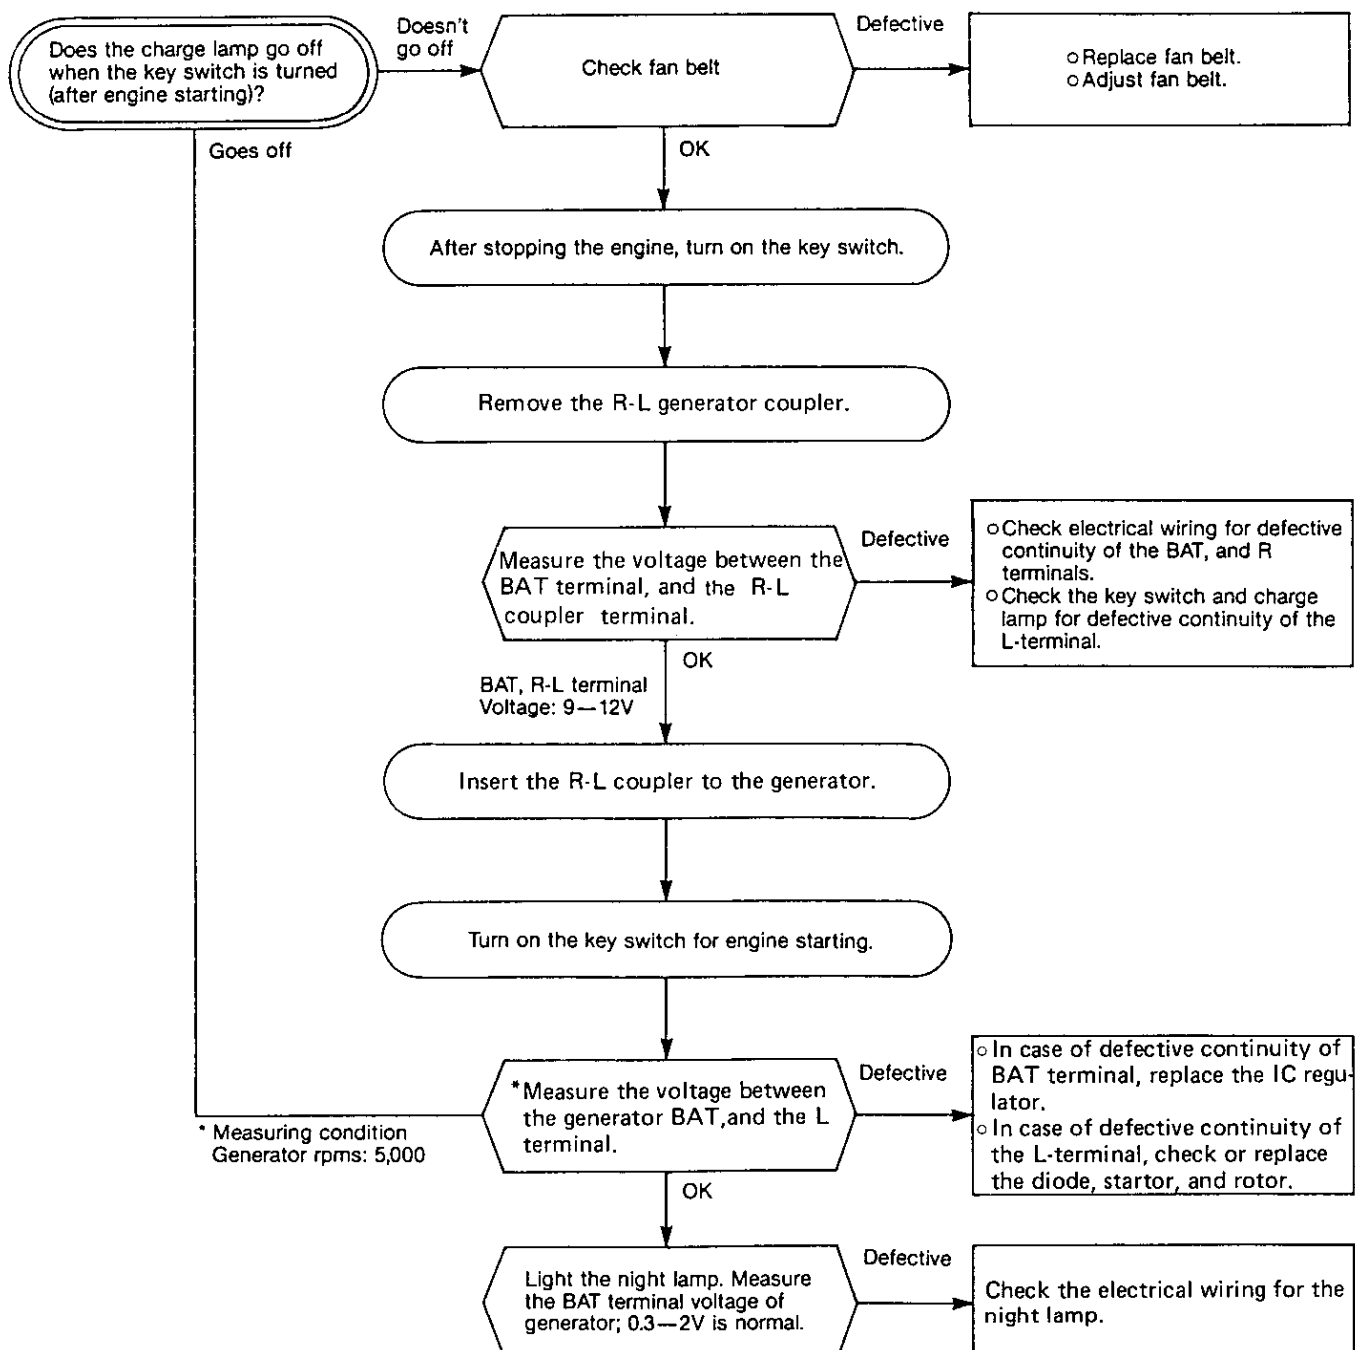 Does the charge lamp go off
when the key switch is turned
(after engine starting)?
Doesn't
go off
Check fan belt
Defective
○Replace fan belt.
○Adjust fan belt.
Goes off
OK
After stopping the engine, turn on the key switch.
Remove the R-L generator coupler.
Measure the voltage between the
BAT terminal, and the R-L
coupler terminal.
Defective
○Check electrical wiring for defective
continuity of the BAT, and R
terminals.
○Check the key switch and charge
lamp for defective continuity of the
L-terminal.
OK
BAT, R-L terminal
Voltage: 9—12V
Insert the R-L coupler to the generator.
Turn on the key switch for engine starting.
*Measure the voltage between
the generator BAT,and the L
terminal.
Defective
○ In case of defective continuity of
BAT terminal, replace the IC regu-
lator.
○ In case of defective continuity of
the L-terminal, check or replace
the diode, startor, and rotor.
* Measuring condition
Generator rpms: 5,000
OK
Light the night lamp. Measure
the BAT terminal voltage of
generator; 0.3—2V is normal.
Defective
Check the electrical wiring for the
night lamp.